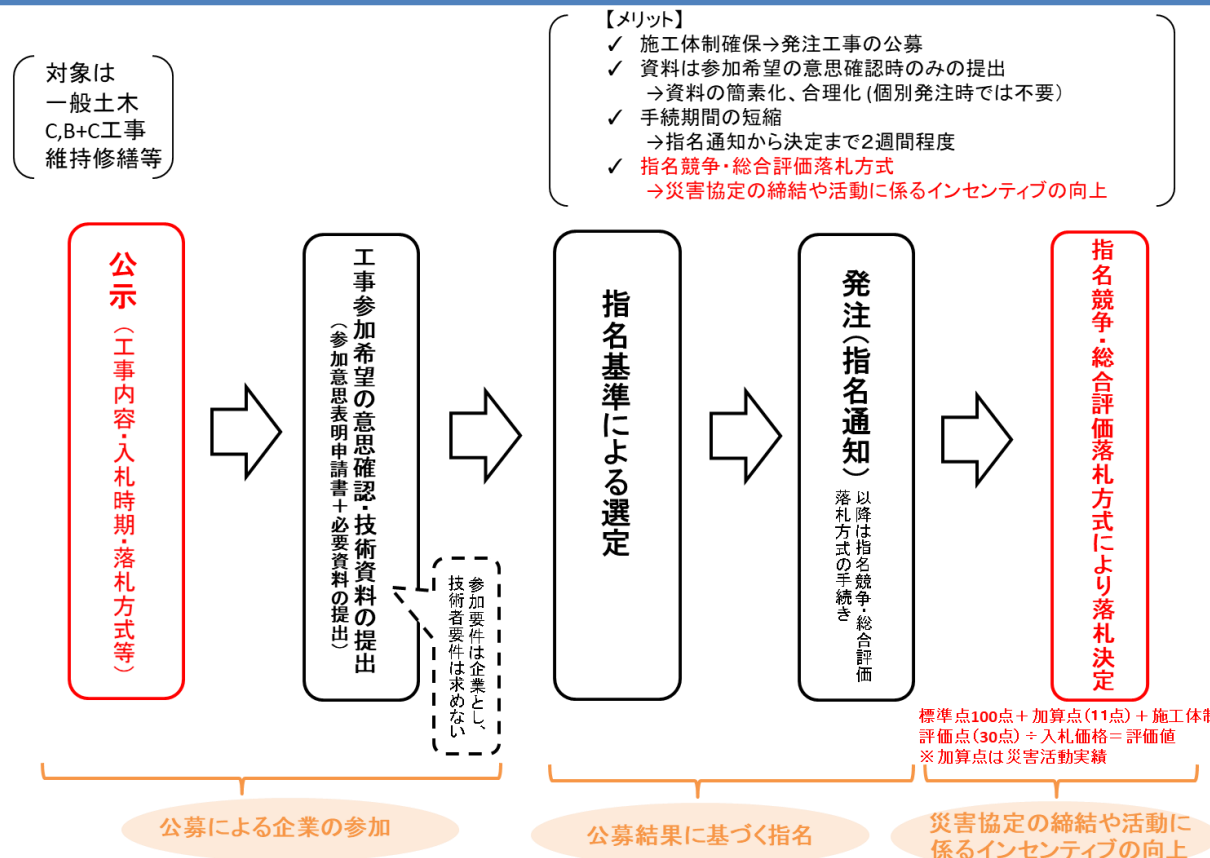 対象は
一般土木
C,B+C工事
維持修繕等
【メリット】
✓ 施工体制確保→発注工事の公募
✓ 資料は参加希望の意思確認時のみの提出
→資料の簡素化、合理化(個別発注時では不要)
✓ 手続期間の短縮
→指名通知から決定まで2週間程度
✓ 指名競争・総合評価落札方式
→災害協定の締結や活動に係るインセンティブの向上
公示(工事内容・入札時期・落札方式等)
工事参加希望の意思確認・技術資料の提出
(参加意思表明申請書+必要資料の提出)
参加要件は企業とし、
技術者要件は求めない
指名基準による選定
発注(指名通知)
以降は指名競争・総合評価
落札方式の手続き
指名競争・総合評価落札方式により落札決定
標準点100点+加算点(11点)+施工体制
評価点(30点)÷入札価格=評価値
※加算点は災害活動実績
公募による企業の参加
公募結果に基づく指名
災害協定の締結や活動に
係るインセンティブの向上